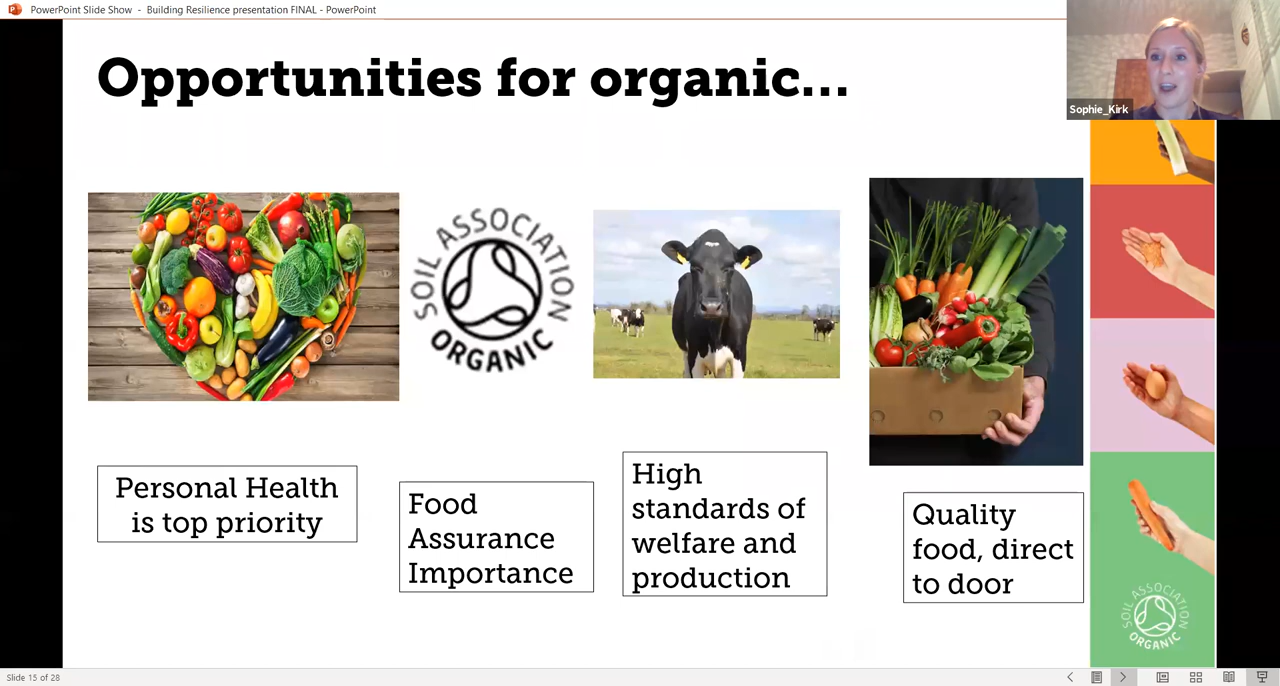 PowerPoint Slide Show - Building Resilience presentation FINAL - PowerPoint
Opportunities for organic...
Sophie_Kirk
SOIL ASSOCIATION
ORGANIC
Personal Health
is top priority
Food
Assurance
Importance
High
standards of
welfare and
production
Quality
food, direct
to door
SOIL ASSOCIATION
ORGANIC
Slide 15 of 28